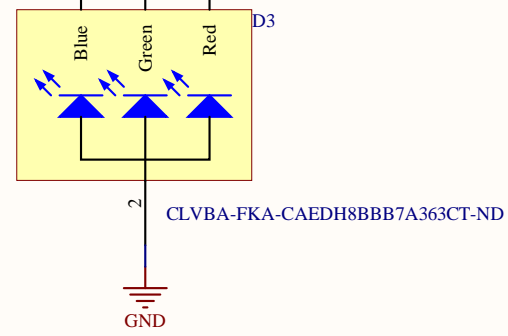 D3
Blue
Green
Red
2
CLVBA-FKA-CAEDH8BBB7A363CT-ND
GND